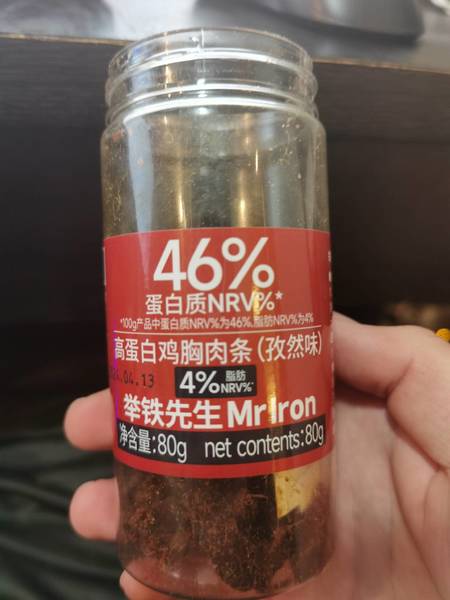 46%
蛋白质NRV%*
*100g产品中蛋白质NRV%为46%,脂肪NRV%为4%
高蛋白鸡胸肉条(孜然味)
24.04.13
4% 脂肪 NRV%*
举铁先生 Mr Iron
净含量:80g net contents:80g